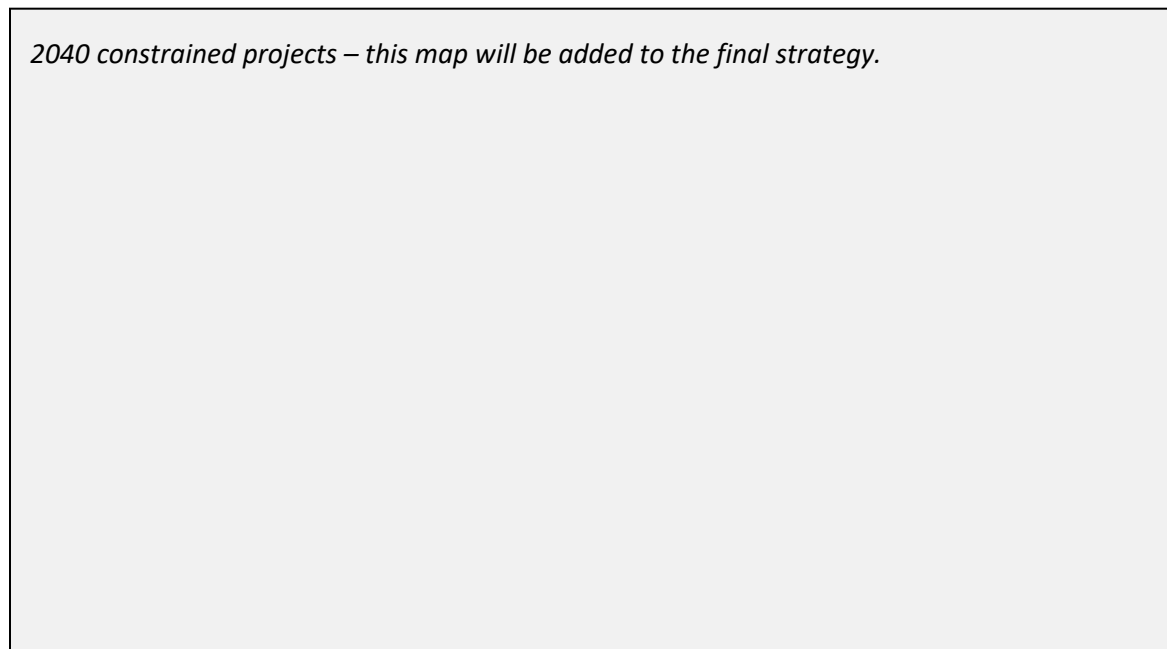 2040 constrained projects – this map will be added to the final strategy.